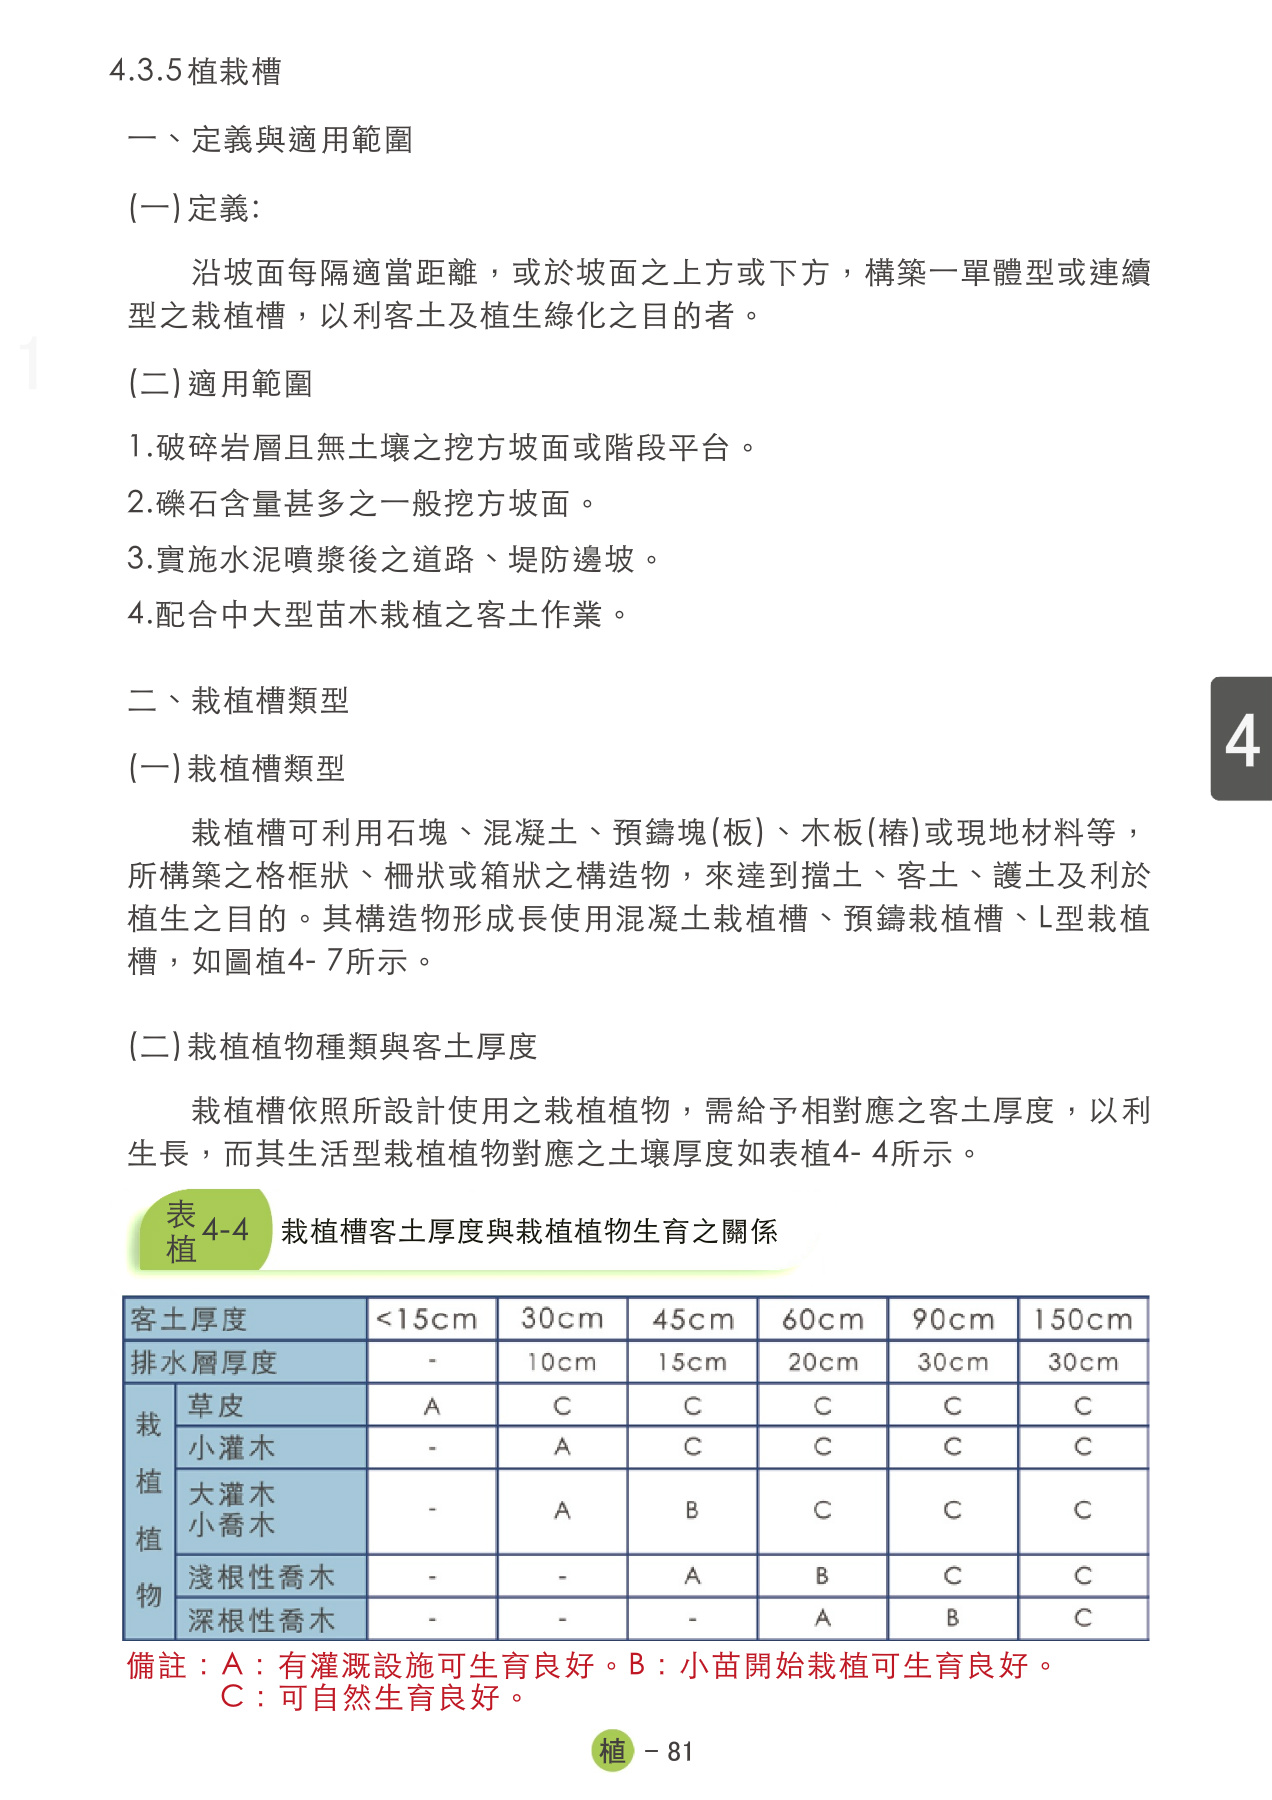 4.3.5植栽槽
一、定義與適用範圍
(一)定義:
沿坡面每隔適當距離，或於坡面之上方或下方，構築一單體型或連續
型之栽植槽，以利客土及植生綠化之目的者。
1
(二)適用範圍
1.破碎岩層且無土壤之挖方坡面或階段平台。
2.礫石含量甚多之一般挖方坡面。
3.實施水泥噴漿後之道路、堤防邊坡。
4.配合中大型苗木栽植之客土作業。
二、栽植槽類型
4
(一)栽植槽類型
栽植槽可利用石塊、混凝土、預鑄塊(板)、木板(樁)或現地材料等，
所構築之格框狀、柵狀或箱狀之構造物，來達到擋土、客土、護土及利於
植生之目的。其構造物形成長使用混凝土栽植槽、預鑄栽植槽、L型栽植
槽，如圖植4- 7所示。
(二)栽植植物種類與客土厚度
栽植槽依照所設計使用之栽植植物，需給予相對應之客土厚度，以利
生長，而其生活型栽植植物對應之土壤厚度如表植4- 4所示。
表植 4-4 栽植槽客土厚度與栽植植物生育之關係
客土厚度 <15cm 30cm 45cm 60cm 90cm 150cm
排水層厚度 - 10cm 15cm 20cm 30cm 30cm
栽植植物
草皮 A C C C C C
小灌木 - A C C C C
大灌木
小喬木 - A B C C C
淺根性喬木 - - A B C C
深根性喬木 - - - A B C
備註：A：有灌溉設施可生育良好。B：小苗開始栽植可生育良好。
C：可自然生育良好。
植 – 81